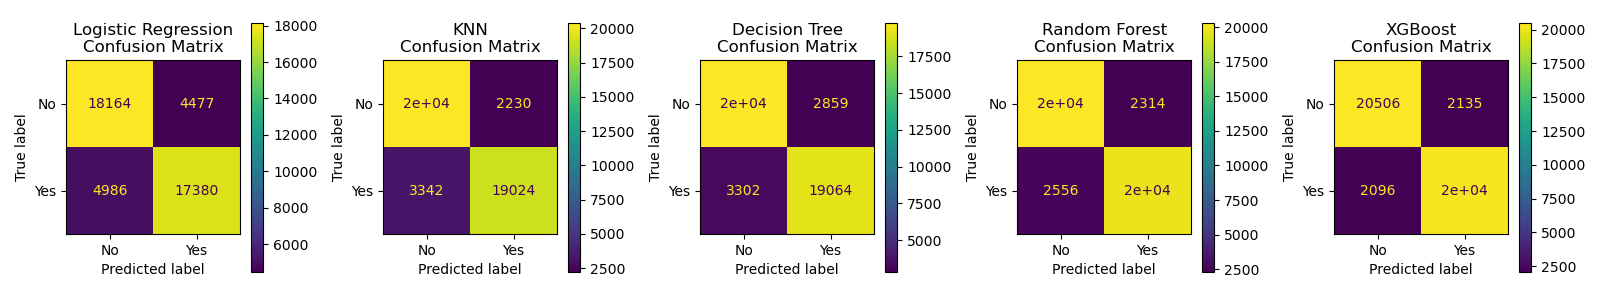 Logistic Regression
Confusion Matrix
True label
No
Yes
18164
4477
4986
17380
No
Yes
Predicted label
18000
16000
14000
12000
10000
8000
6000
KNN
Confusion Matrix
True label
No
Yes
2e+04
2230
3342
19024
No
Yes
Predicted label
20000
17500
15000
12500
10000
7500
5000
2500
Decision Tree
Confusion Matrix
True label
No
Yes
2e+04
2859
3302
19064
No
Yes
Predicted label
17500
15000
12500
10000
7500
5000
Random Forest
Confusion Matrix
True label
No
Yes
2e+04
2314
2556
2e+04
No
Yes
Predicted label
20000
17500
15000
12500
10000
7500
5000
2500
XGBoost
Confusion Matrix
True label
No
Yes
20506
2135
2096
2e+04
No
Yes
Predicted label
20000
17500
15000
12500
10000
7500
5000
2500